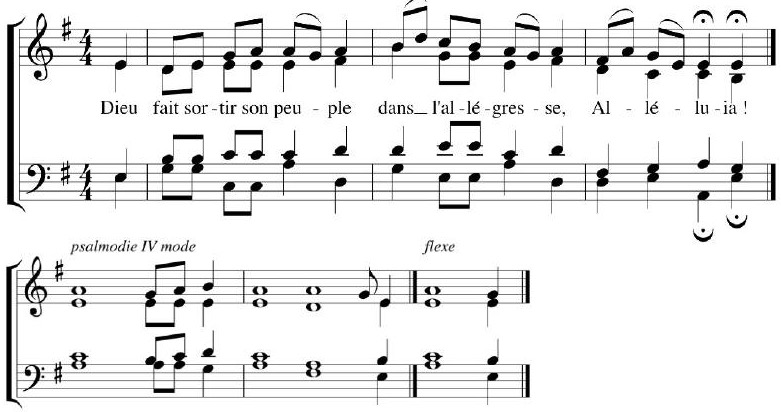 Dieu fait sor - tir son peu - ple dans_ l'al - lé - gres - se, Al - lé - lu - ia !
psalmodie IV mode flexe